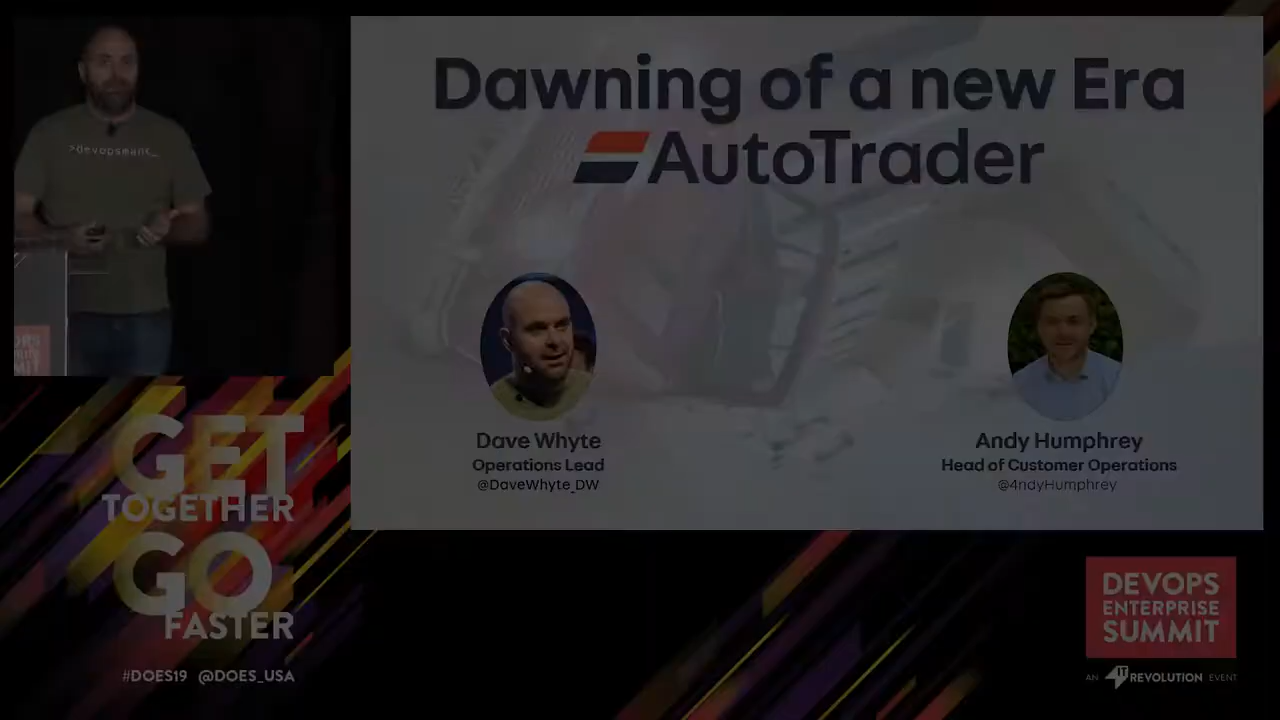 >devopsmanc_
Dawning of a new Era
AutoTrader
Dave Whyte
Operations Lead
@DaveWhyte_DW
Andy Humphrey
Head of Customer Operations
@4ndyHumphrey
GET
TOGETHER
GO
FASTER
#DOES19 @DOES_USA
DEVOPS
ENTERPRISE
SUMMIT
AN IT REVOLUTION EVENT